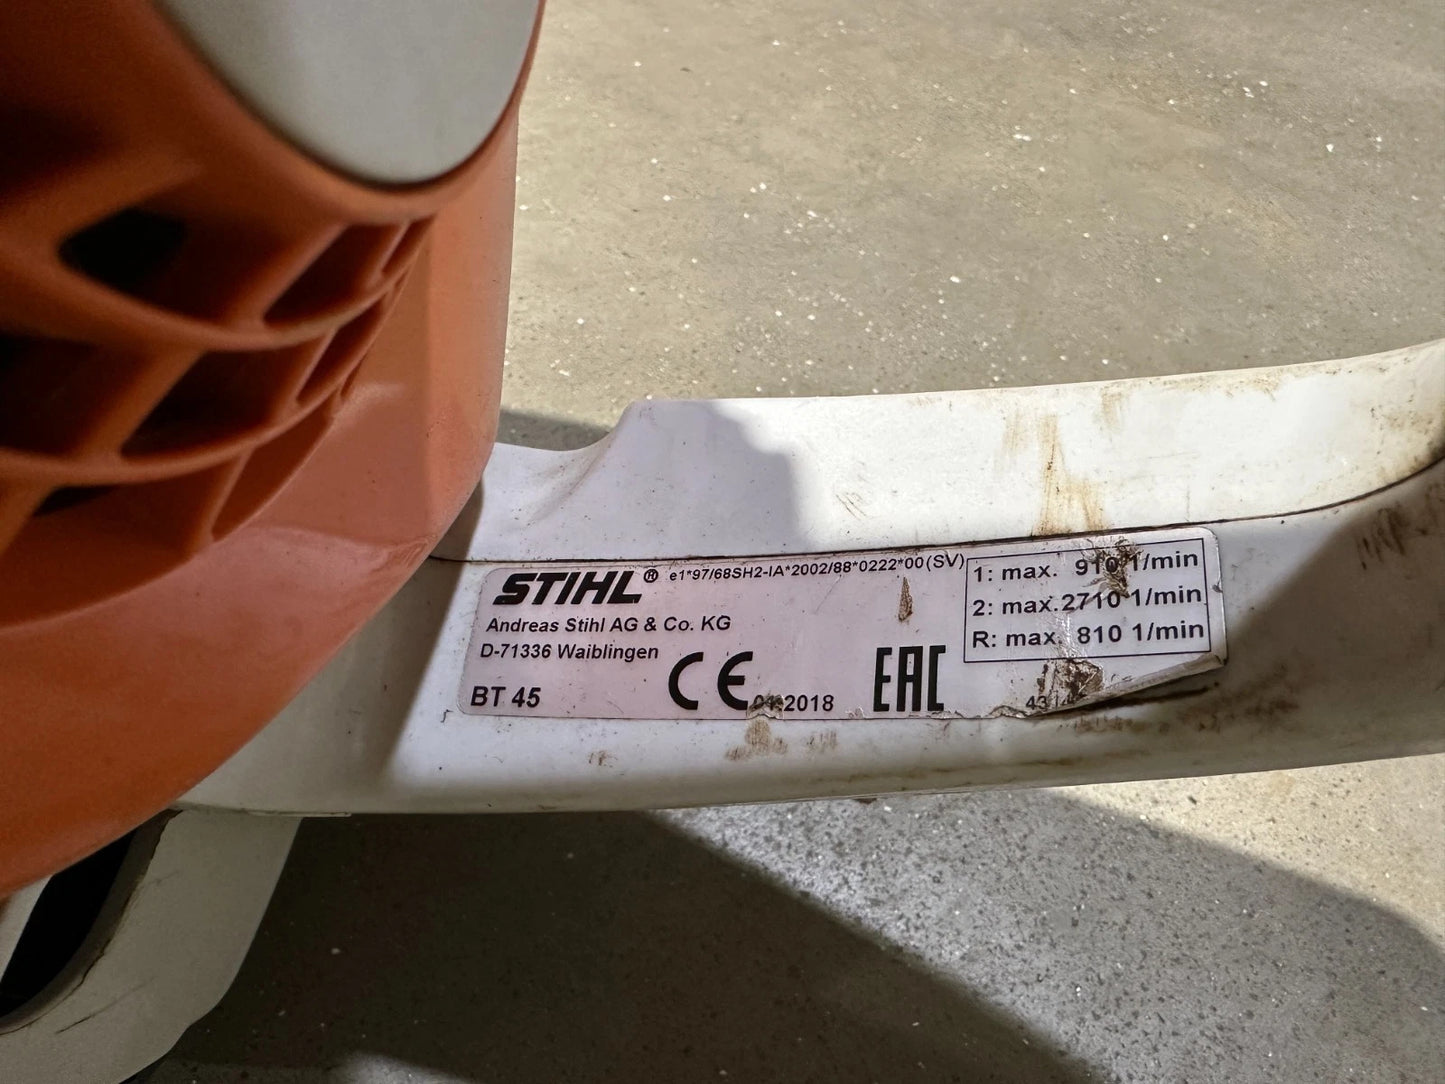 STIHL® e1*97/68SH2-IA*2002/88*0222*00(SV)
Andreas Stihl AG & Co. KG
D-71336 Waiblingen
BT 45
CE 01.2018
EAC
1: max. 910 1/min
2: max. 2710 1/min
R: max. 810 1/min